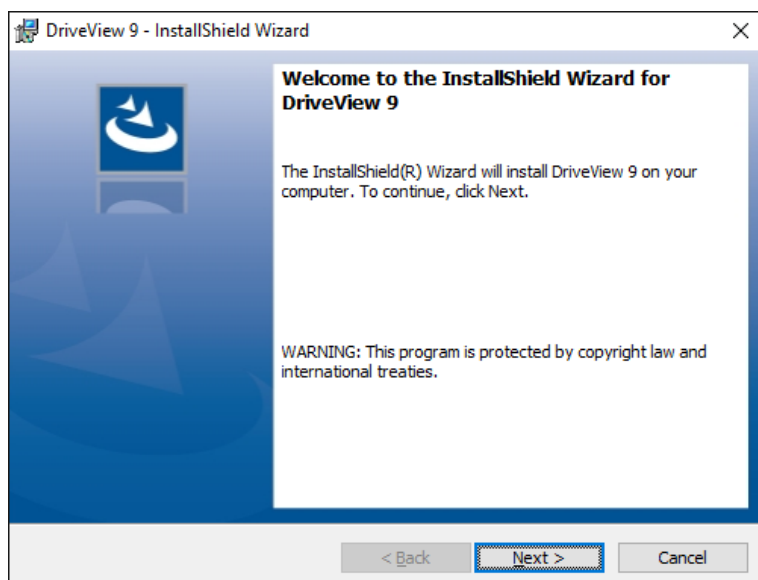 DriveView 9 - InstallShield Wizard
Welcome to the InstallShield Wizard for
DriveView 9
The InstallShield(R) Wizard will install DriveView 9 on your
computer. To continue, click Next.
WARNING: This program is protected by copyright law and
international treaties.
< Back
Next >
Cancel